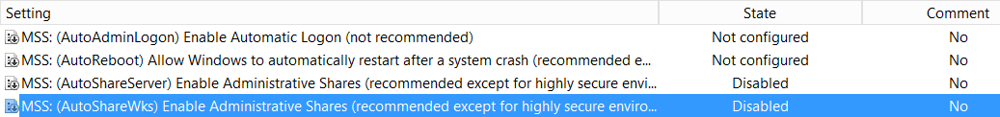 Setting State Comment
MSS: (AutoAdminLogon) Enable Automatic Logon (not recommended) Not configured No
MSS: (AutoReboot) Allow Windows to automatically restart after a system crash (recommended e... Not configured No
MSS: (AutoShareServer) Enable Administrative Shares (recommended except for highly secure envi... Disabled No
MSS: (AutoShareWks) Enable Administrative Shares (recommended except for highly secure enviro... Disabled No